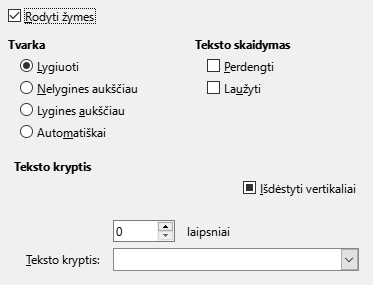 Rodyti žymes
Tvarka
Lygiuoti
Nelygines aukščiau
Lygines aukščiau
Automatiškai
Teksto skaidymas
Perdengti
Laužyti
Teksto kryptis
Išdėstyti vertikaliai
0 laipsniai
Teksto kryptis: